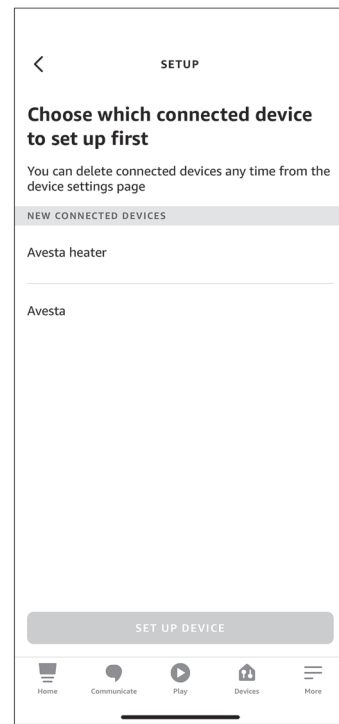 SETUP
Choose which connected device
to set up first
You can delete connected devices any time from the
device settings page
NEW CONNECTED DEVICES
Avesta heater
Avesta
SET UP DEVICE
Home Communicate Play Devices More